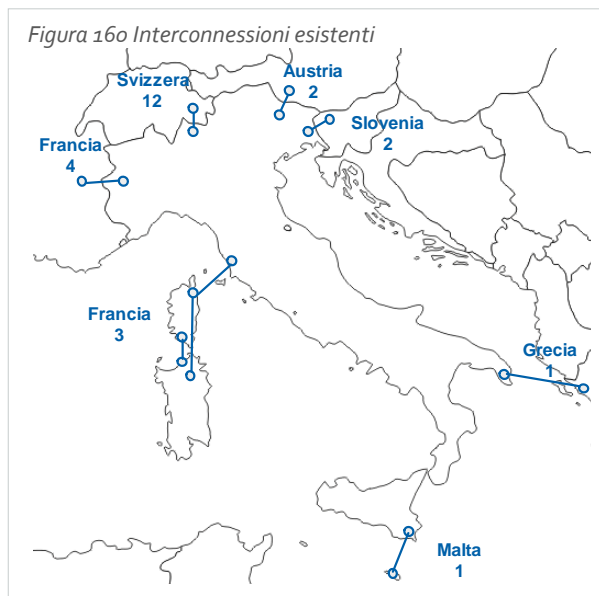 Figura 160 Interconnessioni esistenti
Austria
2
Svizzera
12
Slovenia
2
Francia
4
Francia
3
Grecia
1
Malta
1